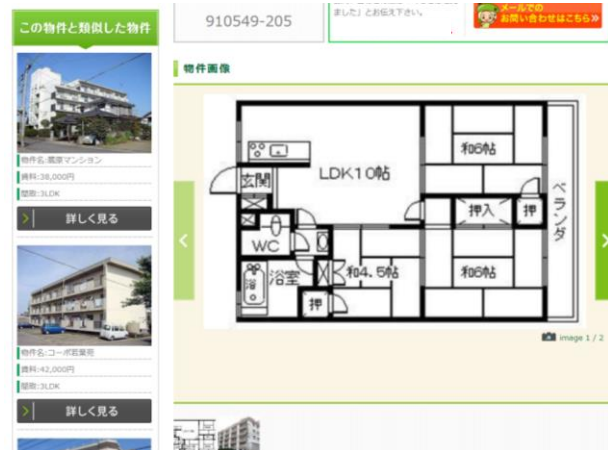 この物件と類似した物件
物件名:蔵原マンション
賃料:38,000円
間取:3LDK
詳しく見る
物件名:コーポ若葉苑
賃料:42,000円
間取:3LDK
詳しく見る
910549-205
ました」とお伝え下さい。
メールでの
お問い合わせはこちら
物件画像
LDK10帖
和6帖
玄関
押入
押
ベランダ
WC
浴室
和4.5帖
和6帖
押
image 1 / 2